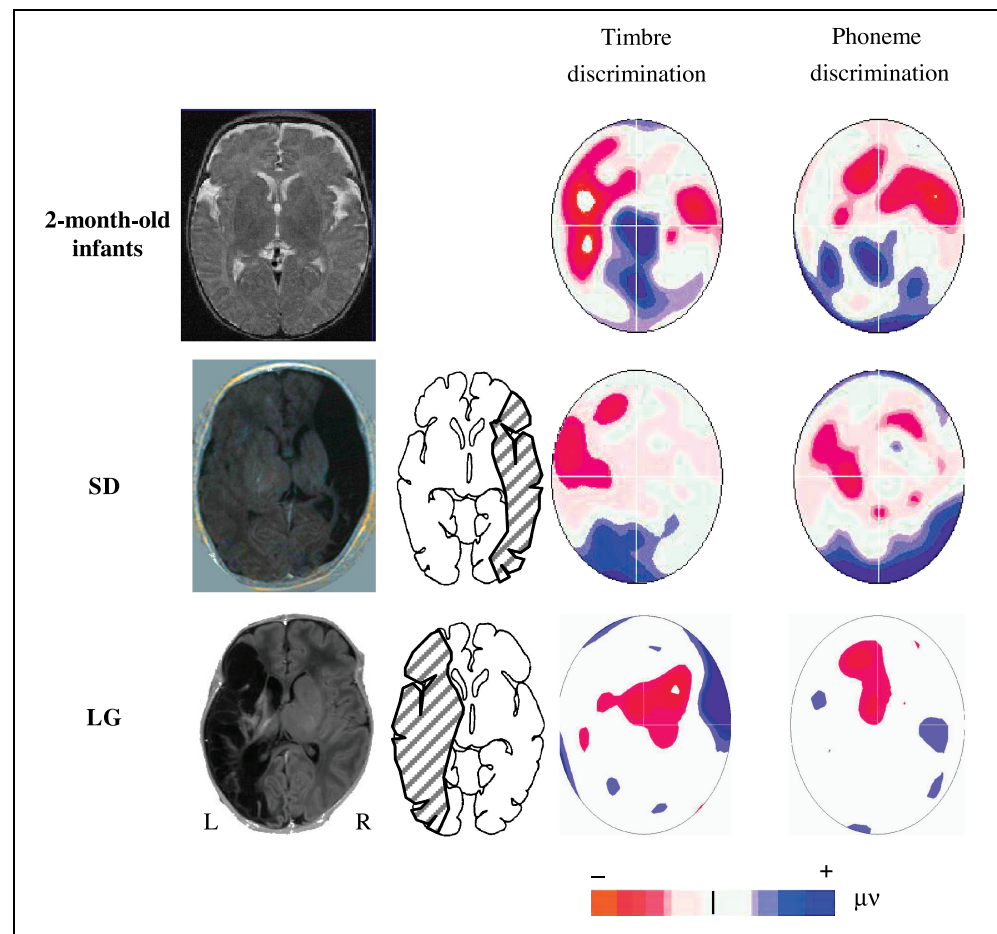 Timbre
discrimination
Phoneme
discrimination
2-month-old
infants
SD
LG
L R
– +
μν